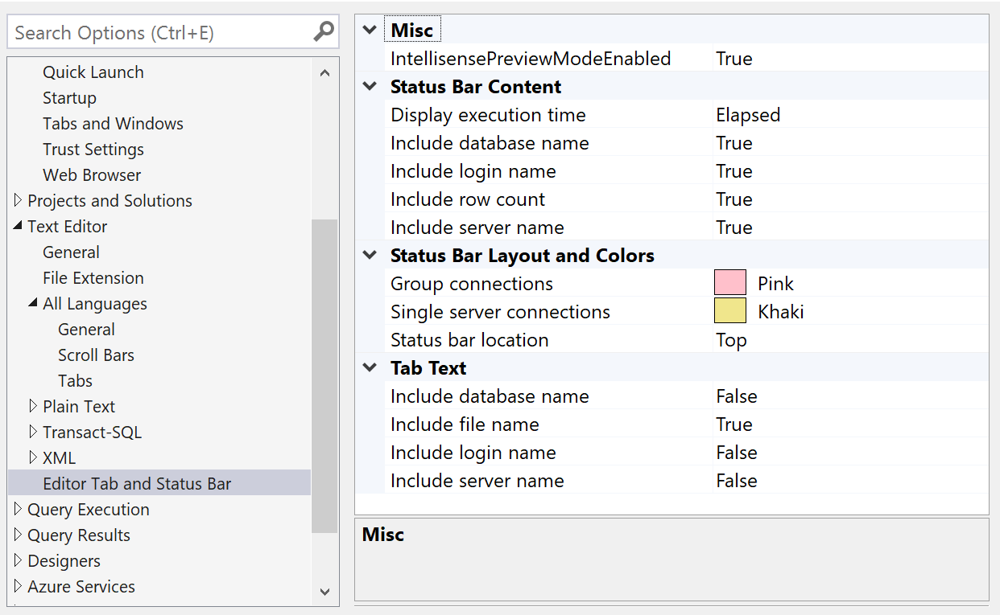 Search Options (Ctrl+E)
Quick Launch
Startup
Tabs and Windows
Trust Settings
Web Browser
Projects and Solutions
Text Editor
General
File Extension
All Languages
General
Scroll Bars
Tabs
Plain Text
Transact-SQL
XML
Editor Tab and Status Bar
Query Execution
Query Results
Designers
Azure Services
Misc
IntellisensePreviewModeEnabled True
Status Bar Content
Display execution time Elapsed
Include database name True
Include login name True
Include row count True
Include server name True
Status Bar Layout and Colors
Group connections Pink
Single server connections Khaki
Status bar location Top
Tab Text
Include database name False
Include file name True
Include login name False
Include server name False
Misc